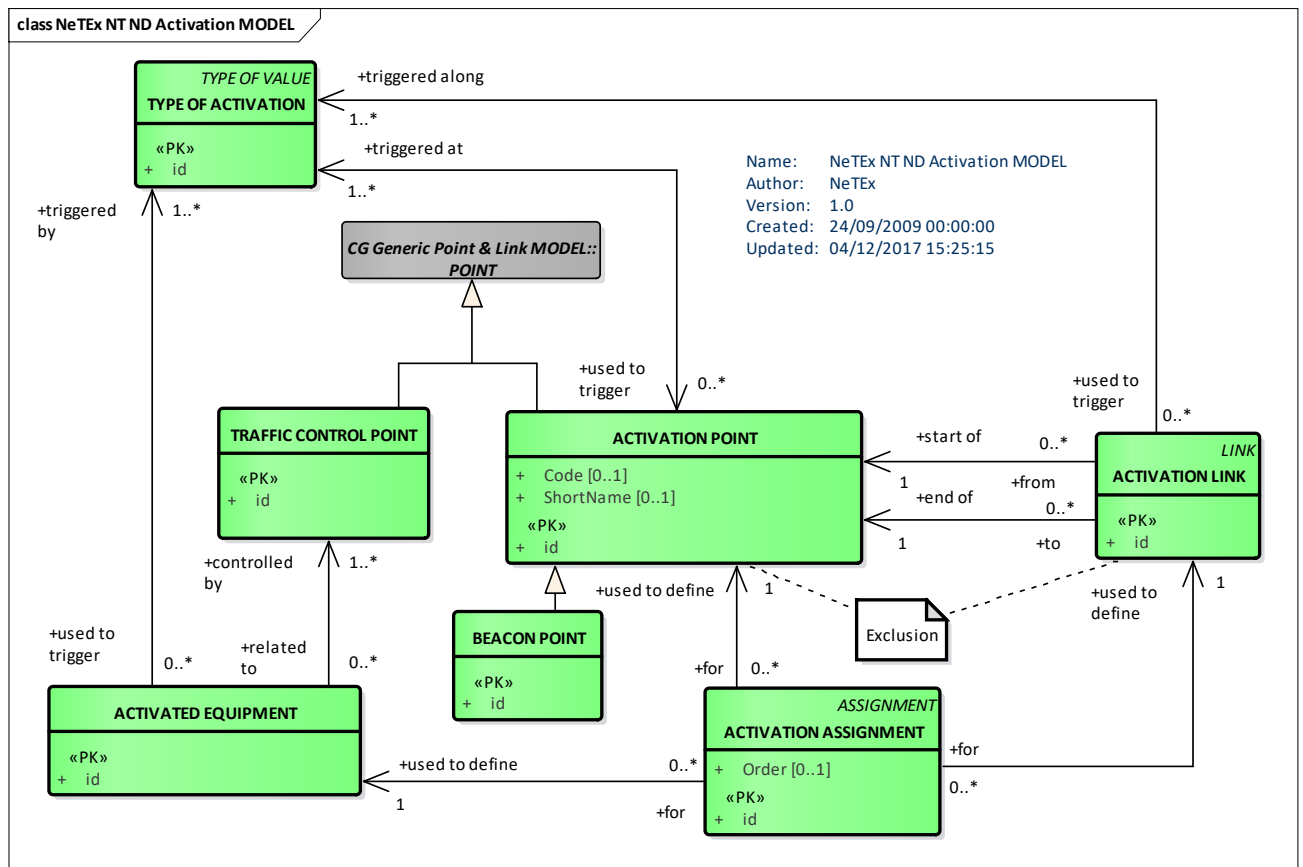 class NeTEx NT ND Activation MODEL
TYPE OF VALUE
TYPE OF ACTIVATION
«PK»
+ id
+triggered along
1..*
+triggered at
1..*
+triggered
by
1..*
Name: NeTEx NT ND Activation MODEL
Author: NeTEx
Version: 1.0
Created: 24/09/2009 00:00:00
Updated: 04/12/2017 15:25:15
CG Generic Point & Link MODEL::
POINT
+used to
trigger
0..*
+used to
trigger
0..*
TRAFFIC CONTROL POINT
«PK»
+ id
ACTIVATION POINT
+ Code [0..1]
+ ShortName [0..1]
«PK»
+ id
+start of
0..*
1
+from
+end of
0..*
1
+to
LINK
ACTIVATION LINK
«PK»
+ id
+controlled
by
1..*
+used to define
1
Exclusion
+used to
define
1
BEACON POINT
«PK»
+ id
+used to
trigger
0..*
+related
to
0..*
+for
0..*
ACTIVATED EQUIPMENT
«PK»
+ id
+used to define
0..*
1
+for
ASSIGNMENT
ACTIVATION ASSIGNMENT
+ Order [0..1]
«PK»
+ id
+for
0..*